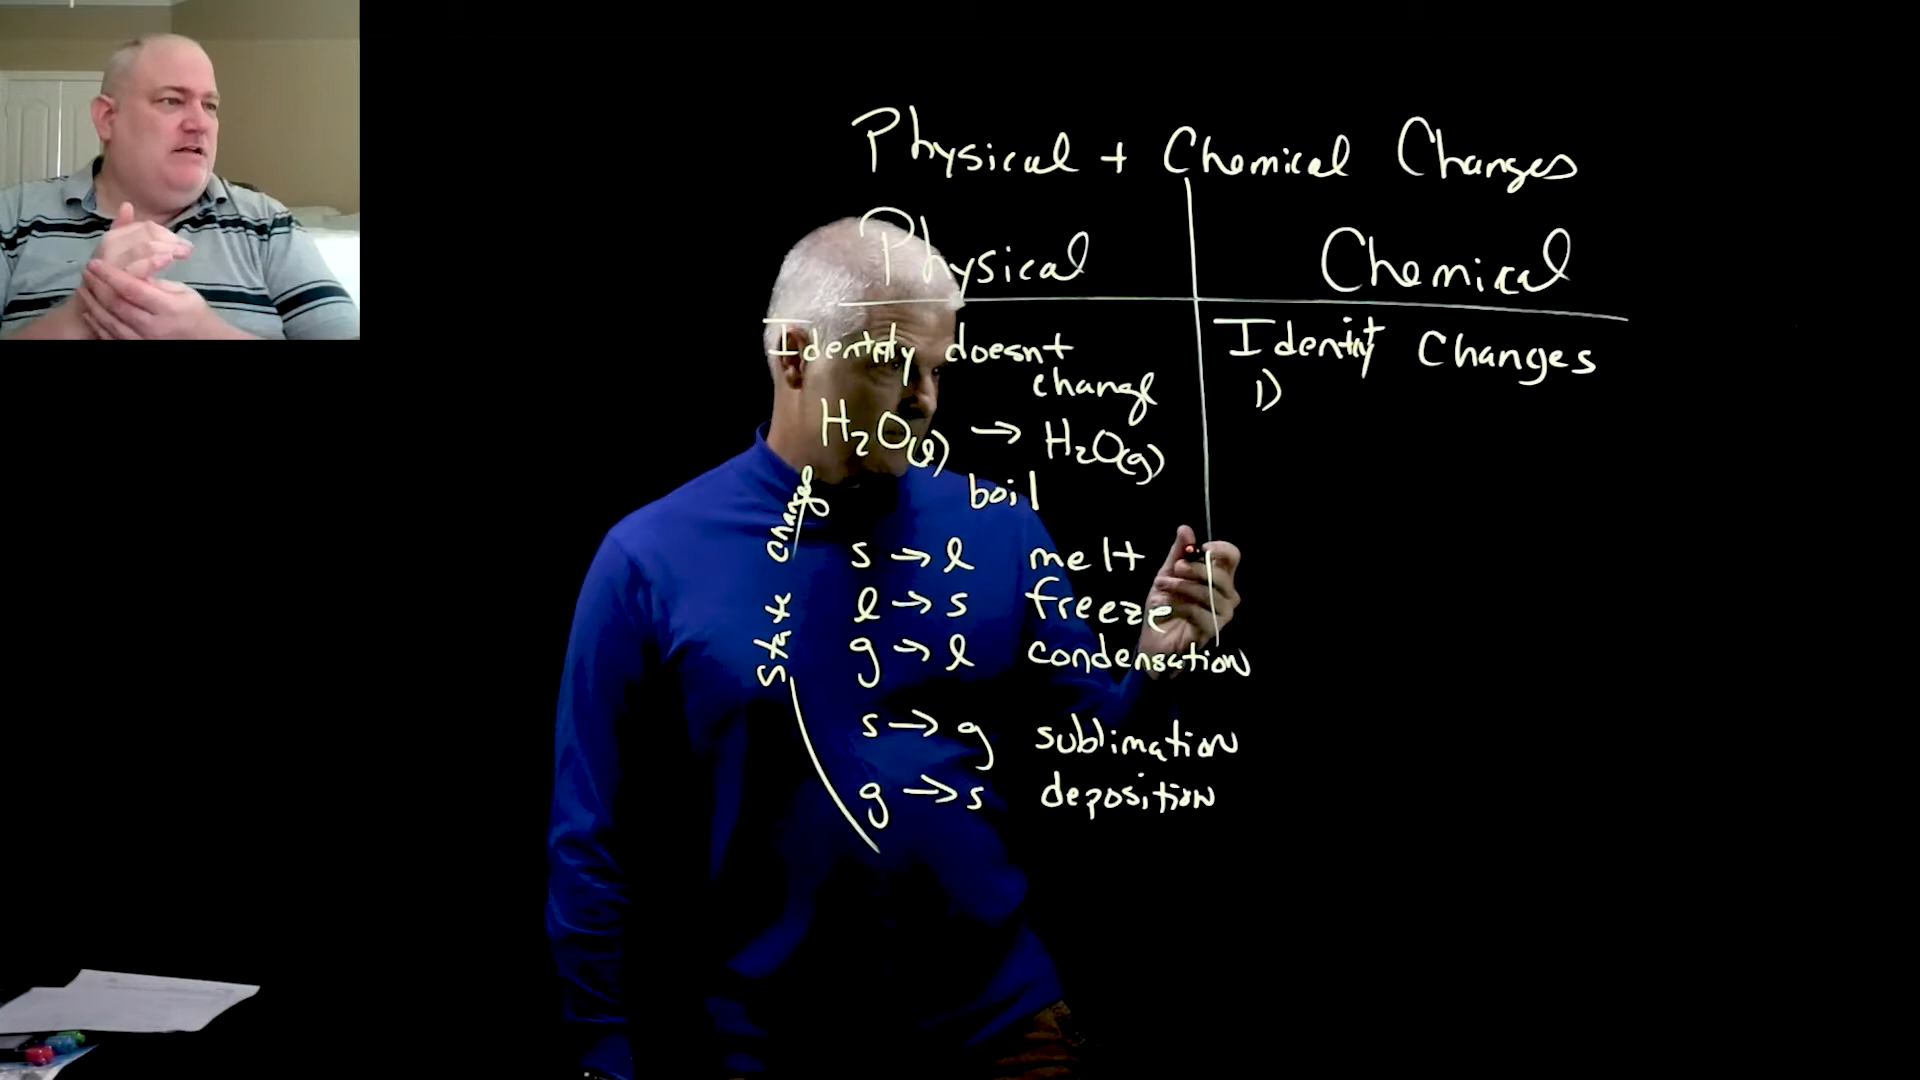 Physical + Chemical Changes
Physical
Chemical
Identity doesnt
change
H₂O(l) → H₂O(g)
boil
state changes
s → l melt
l → s freeze
g → l condensation
s → g sublimation
g → s deposition
Identity Changes
1)